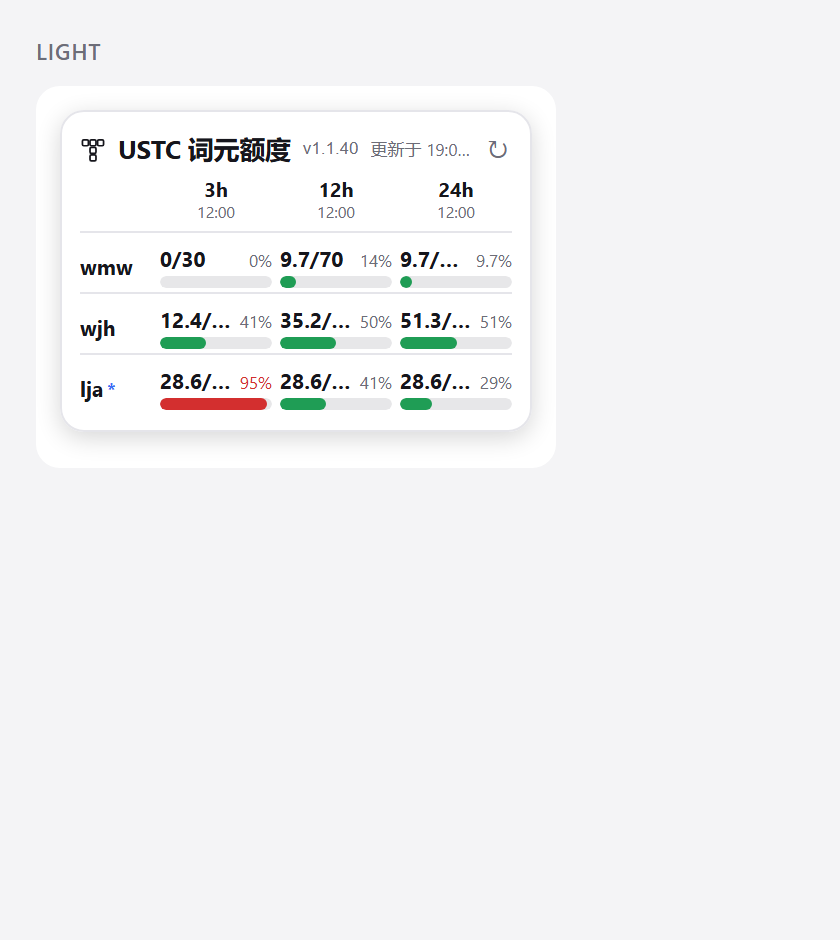 LIGHT
USTC 词元额度 v1.1.40 更新于 19:0... ↻
3h 12h 24h
12:00 12:00 12:00
wmw 0/30 0% 9.7/70 14% 9.7/... 9.7%
wjh 12.4/... 41% 35.2/... 50% 51.3/... 51%
lja * 28.6/... 95% 28.6/... 41% 28.6/... 29%